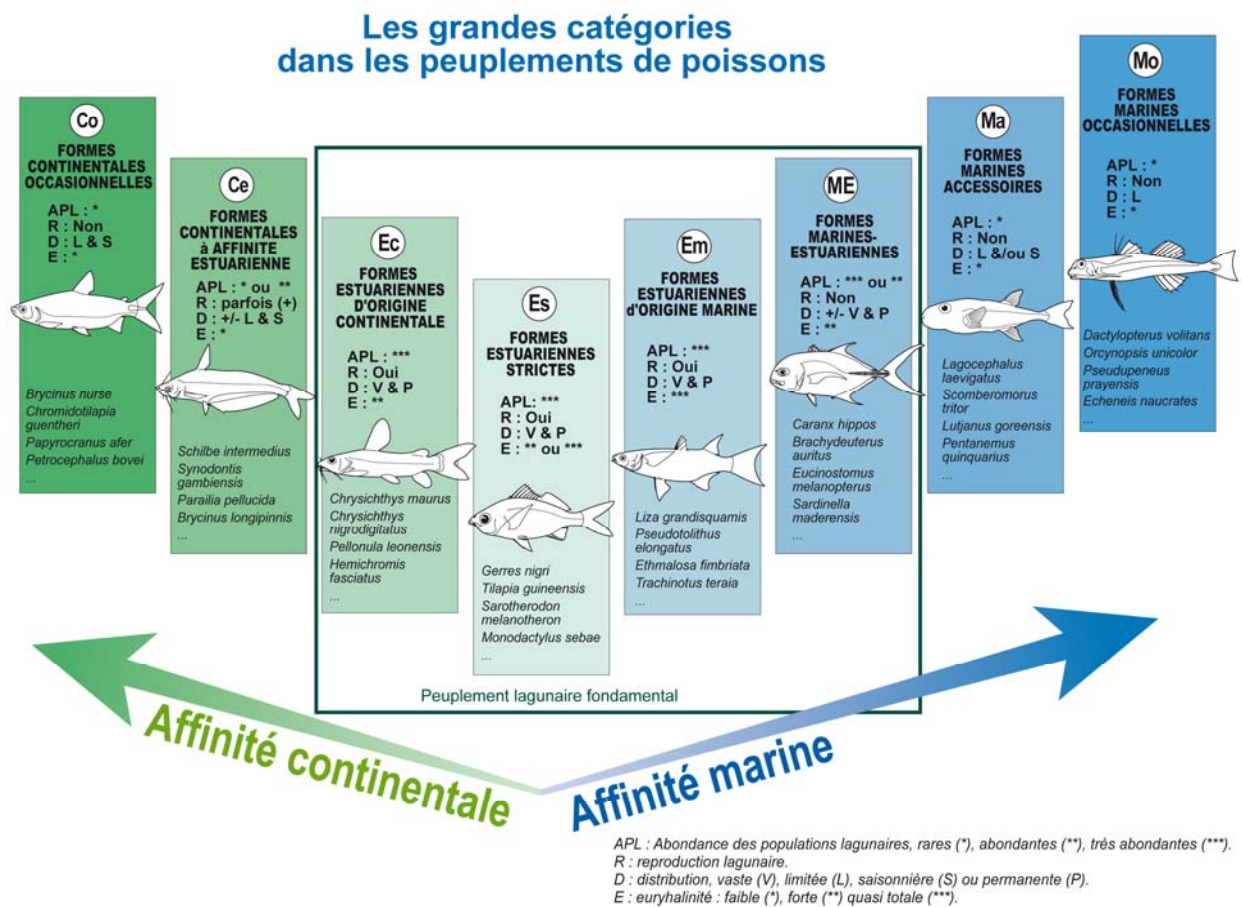 Les grandes catégories
dans les peuplements de poissons
Co
FORMES
CONTINENTALES
OCCASIONNELLES
APL : *
R : Non
D : L & S
E : *
Brycinus nurse
Chromidotilapia
guentheri
Papyrocranus afer
Petrocephalus bovei
...
Ce
FORMES
CONTINENTALES
à AFFINITE
ESTUARIENNE
APL : * ou **
R : parfois (+)
D : +/- L & S
E : *
Schilbe intermedius
Synodontis
gambiensis
Parailia pellucida
Brycinus longipinnis
...
Ec
FORMES
ESTUARIENNES
D'ORIGINE
CONTINENTALE
APL : ***
R : Oui
D : V & P
E : **
Chrysichthys maurus
Chrysichthys
nigrodigitatus
Pellonula leonensis
Hemichromis
fasciatus
...
Es
FORMES
ESTUARIENNES
STRICTES
APL: ***
R : Oui
D : V & P
E : ** ou ***
Gerres nigri
Tilapia guineensis
Sarotherodon
melanotheron
Monodactylus sebae
...
Em
FORMES
ESTUARIENNES
d'ORIGINE MARINE
APL : ***
R : Oui
D : V & P
E : ***
Liza grandisquamis
Pseudotolithus
elongatus
Ethmalosa fimbriata
Trachinotus teraia
...
ME
FORMES
MARINES-
ESTUARIENNES
APL : *** ou **
R : Non
D : +/- V & P
E : **
Caranx hippos
Brachydeuterus
auritus
Eucinostomus
melanopterus
Sardinella
maderensis
...
Ma
FORMES
MARINES
ACCESSOIRES
APL : *
R : Non
D : L &/ou S
E : *
Lagocephalus
laevigatus
Scomberomorus
tritor
Lutjanus goreensis
Pentanemus
quinquarius
...
Mo
FORMES
MARINES
OCCASIONNELLES
APL : *
R : Non
D : L
E : *
Dactylopterus volitans
Orcynopsis unicolor
Pseudupeneus
prayensis
Echeneis naucrates
...
Peuplement lagunaire fondamental
Affinité continentale
Affinité marine
APL : Abondance des populations lagunaires, rares (*), abondantes (**), très abondantes (***).
R : reproduction lagunaire.
D : distribution, vaste (V), limitée (L), saisonnière (S) ou permanente (P).
E : euryhalinité : faible (*), forte (**) quasi totale (***).